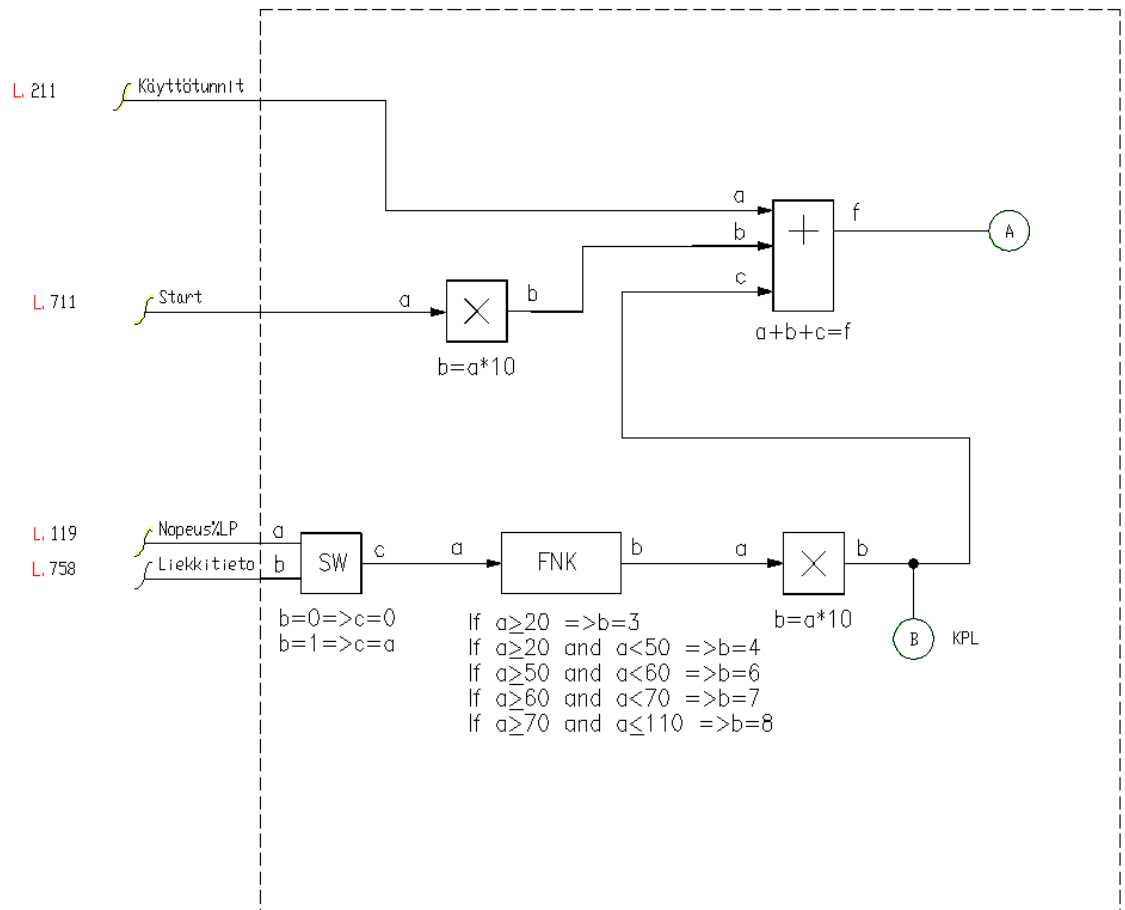 L. 211
Käyttötunnit
a
f
+
A
b
c
L. 711
Start
a
b
×
a+b+c=f
b=a*10
L. 119
Nopeus%LP
a
SW
c
a
FNK
b
a
×
b
L. 758
Liekkitieto
b
b=0=>c=0
b=1=>c=a
If a≥20 =>b=3
If a≥20 and a<50 =>b=4
If a≥50 and a<60 =>b=6
If a≥60 and a<70 =>b=7
If a≥70 and a≤110 =>b=8
b=a*10
B
KPL